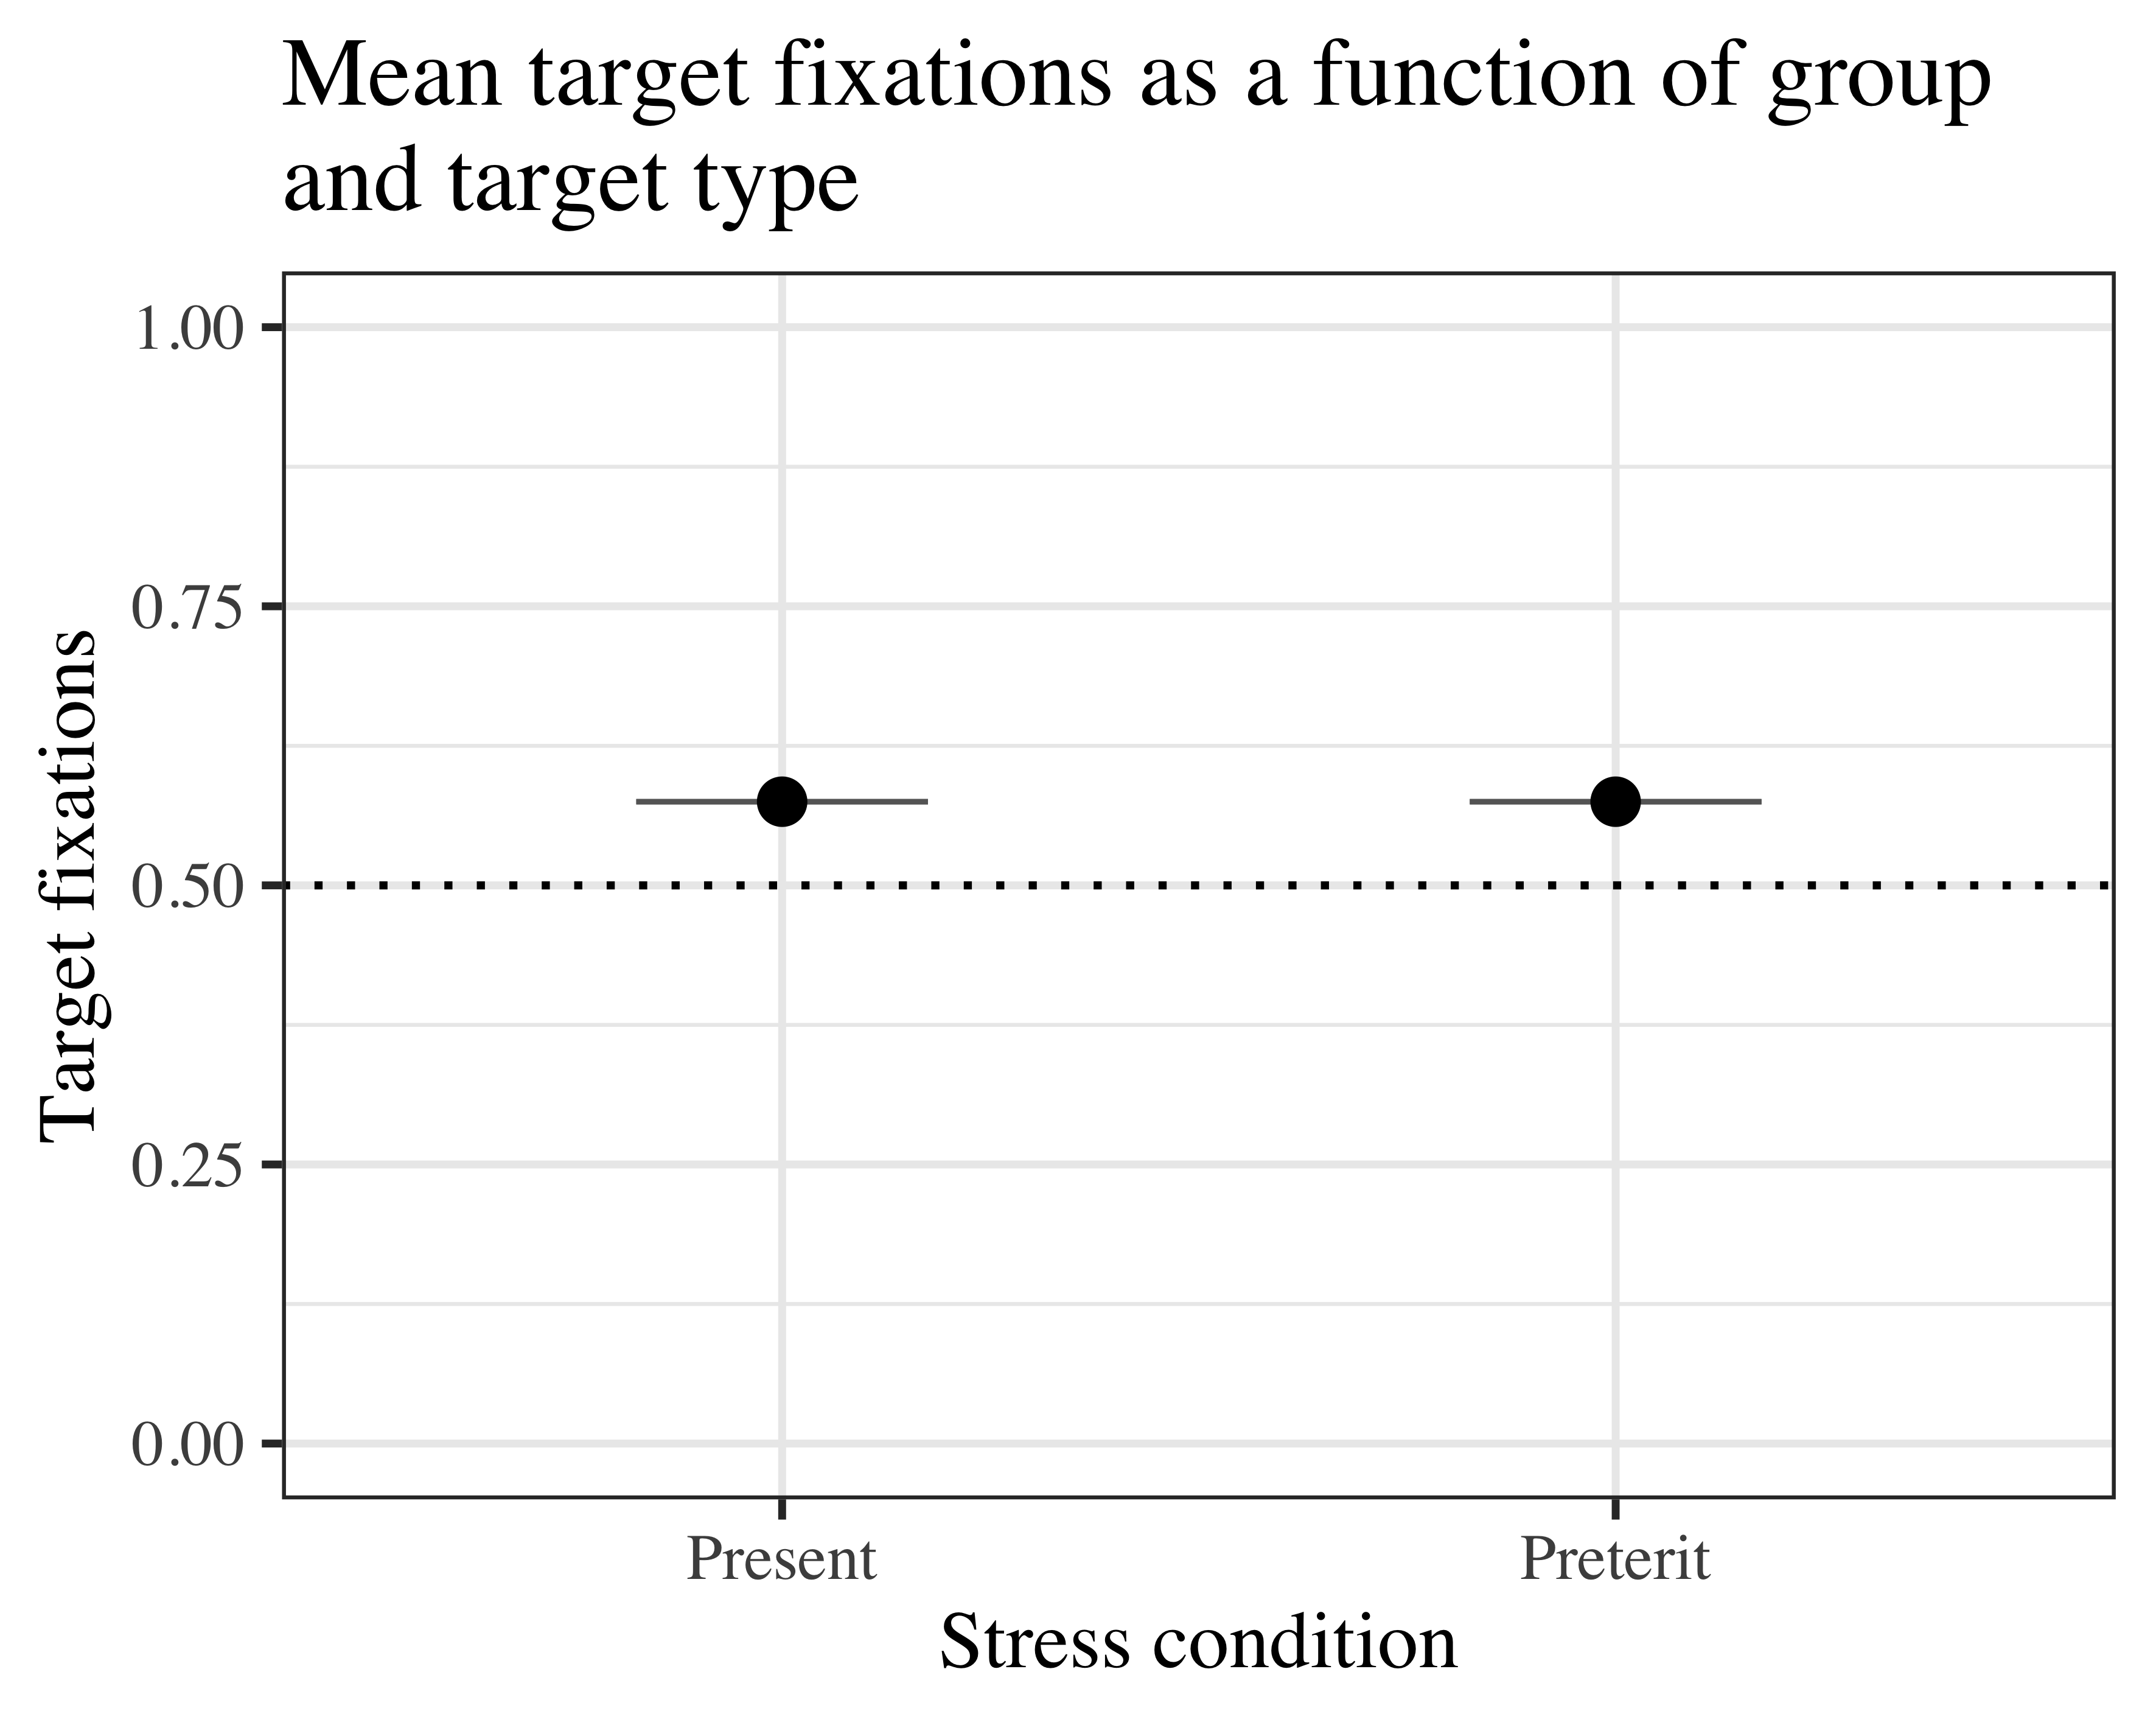 Mean target fixations as a function of group
and target type
1.00
0.75
0.50
0.25
0.00
Target fixations
Present
Preterit
Stress condition